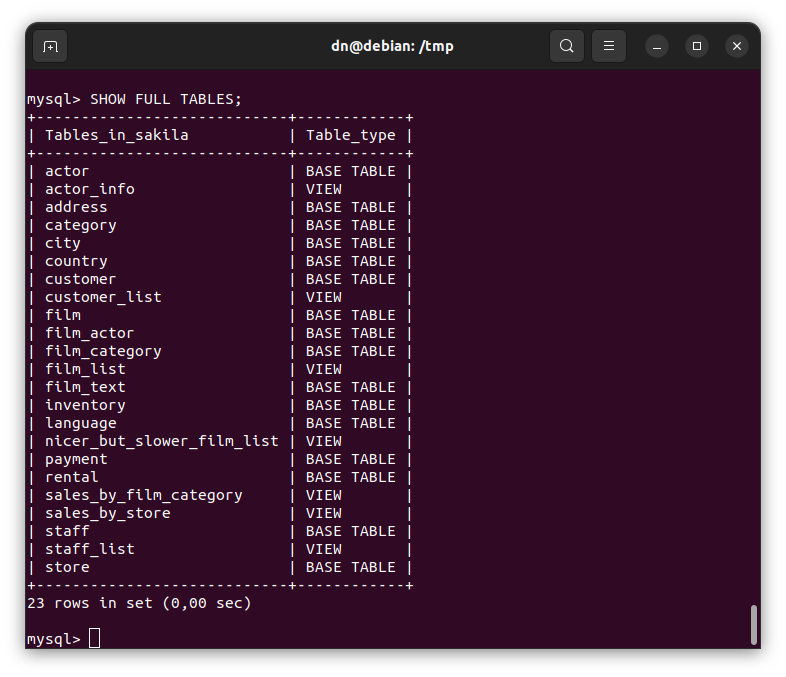 dn@debian: /tmp
mysql> SHOW FULL TABLES;
+----------------------------+------------+
| Tables_in_sakila           | Table_type |
+----------------------------+------------+
| actor                      | BASE TABLE |
| actor_info                 | VIEW       |
| address                    | BASE TABLE |
| category                   | BASE TABLE |
| city                       | BASE TABLE |
| country                    | BASE TABLE |
| customer                   | BASE TABLE |
| customer_list              | VIEW       |
| film                       | BASE TABLE |
| film_actor                 | BASE TABLE |
| film_category              | BASE TABLE |
| film_list                  | VIEW       |
| film_text                  | BASE TABLE |
| inventory                  | BASE TABLE |
| language                   | BASE TABLE |
| nicer_but_slower_film_list | VIEW       |
| payment                    | BASE TABLE |
| rental                     | BASE TABLE |
| sales_by_film_category     | VIEW       |
| sales_by_store             | VIEW       |
| staff                      | BASE TABLE |
| staff_list                 | VIEW       |
| store                      | BASE TABLE |
+----------------------------+------------+
23 rows in set (0,00 sec)
mysql>